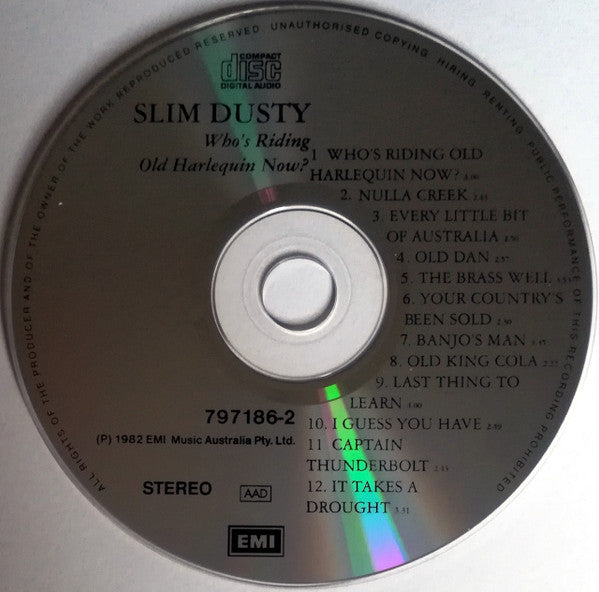 ALL RIGHTS OF THE PRODUCER AND OF THE OWNER OF THE WORK REPRODUCED RESERVED UNAUTHORISED COPYING HIRING RENTING PUBLIC PERFORMANCE OF THIS RECORDING PROHIBITED
COMPACT
disc
DIGITAL AUDIO
SLIM DUSTY
Who's Riding
Old Harlequin Now?
1 WHO'S RIDING OLD
HARLEQUIN NOW?
2. NULLA CREEK
3. EVERY LITTLE BIT
OF AUSTRALIA
4. OLD DAN
5. THE BRASS WELL
6. YOUR COUNTRY'S
BEEN SOLD
7. BANJO'S MAN
8. OLD KING COLA
9. LAST THING TO
LEARN
10. I GUESS YOU HAVE
11 CAPTAIN
THUNDERBOLT
12. IT TAKES A
DROUGHT 3.31
797186-2
(P) 1982 EMI Music Australia Pty. Ltd.
STEREO
AAD
EMI